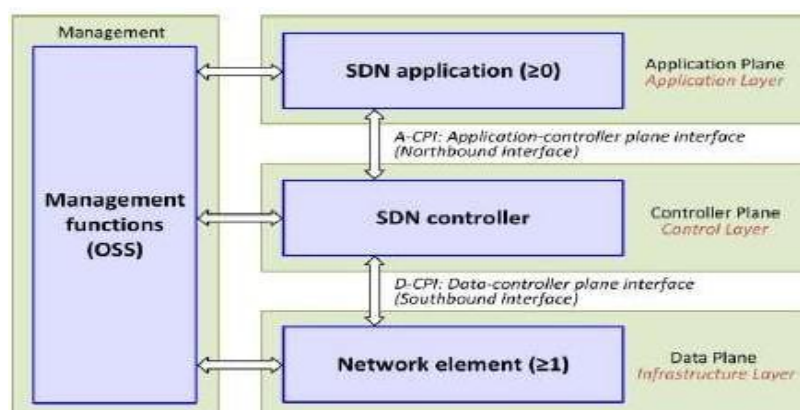 Management
SDN application (≥0)
Application Plane
Application Layer
A-CPI: Application-controller plane interface
(Northbound Interface)
Management
functions
(OSS)
SDN controller
Controller Plane
Control Layer
D-CPI: Data-controller plane interface
(Southbound Interface)
Network element (≥1)
Data Plane
Infrastructure Layer